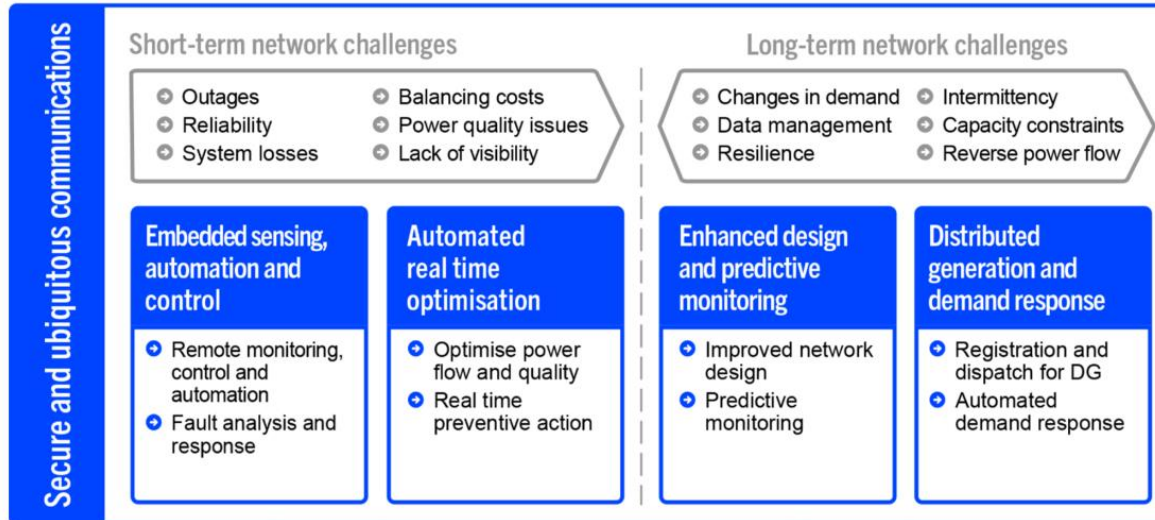 Secure and ubiquitous communications
Short-term network challenges
Outages
Reliability
System losses
Balancing costs
Power quality issues
Lack of visibility
Long-term network challenges
Changes in demand
Data management
Resilience
Intermittency
Capacity constraints
Reverse power flow
Embedded sensing,
automation and
control
Remote monitoring,
control and
automation
Fault analysis and
response
Automated
real time
optimisation
Optimise power
flow and quality
Real time
preventive action
Enhanced design
and predictive
monitoring
Improved network
design
Predictive
monitoring
Distributed
generation and
demand response
Registration and
dispatch for DG
Automated
demand response